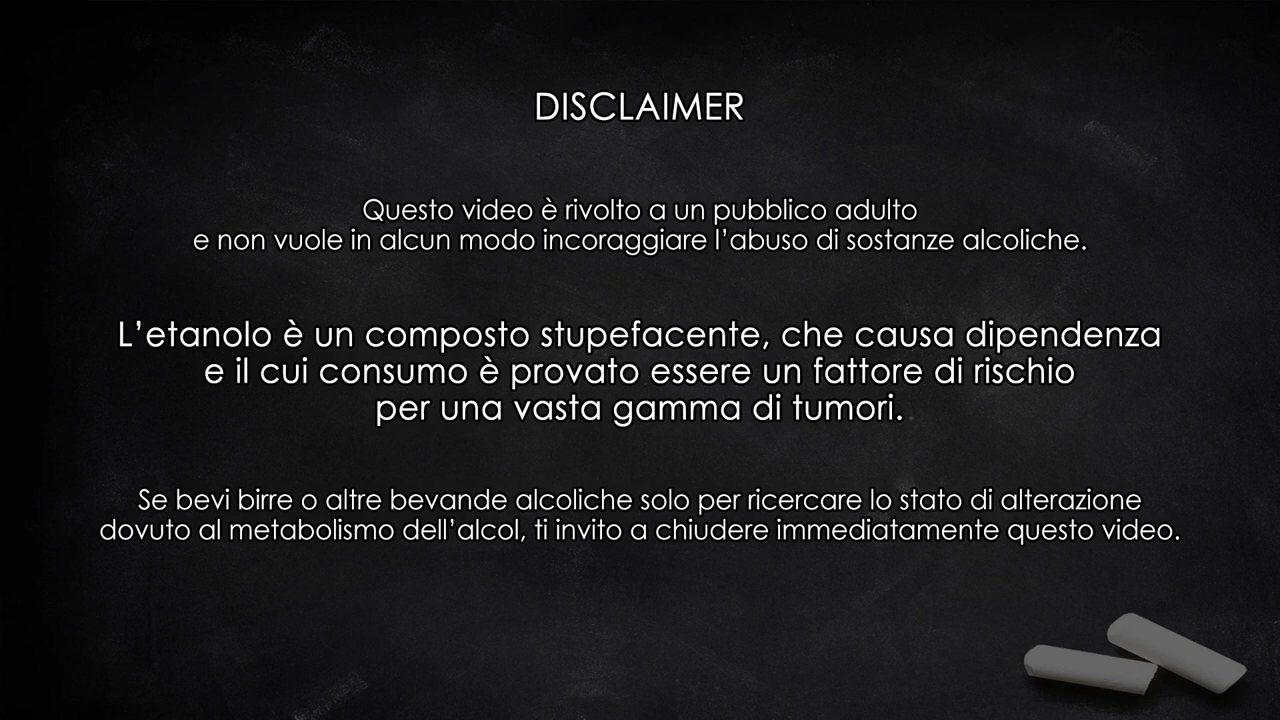 DISCLAIMER
Questo video è rivolto a un pubblico adulto
e non vuole in alcun modo incoraggiare l’abuso di sostanze alcoliche.
L’etanolo è un composto stupefacente, che causa dipendenza
e il cui consumo è provato essere un fattore di rischio
per una vasta gamma di tumori.
Se bevi birre o altre bevande alcoliche solo per ricercare lo stato di alterazione
dovuto al metabolismo dell’alcol, ti invito a chiudere immediatamente questo video.